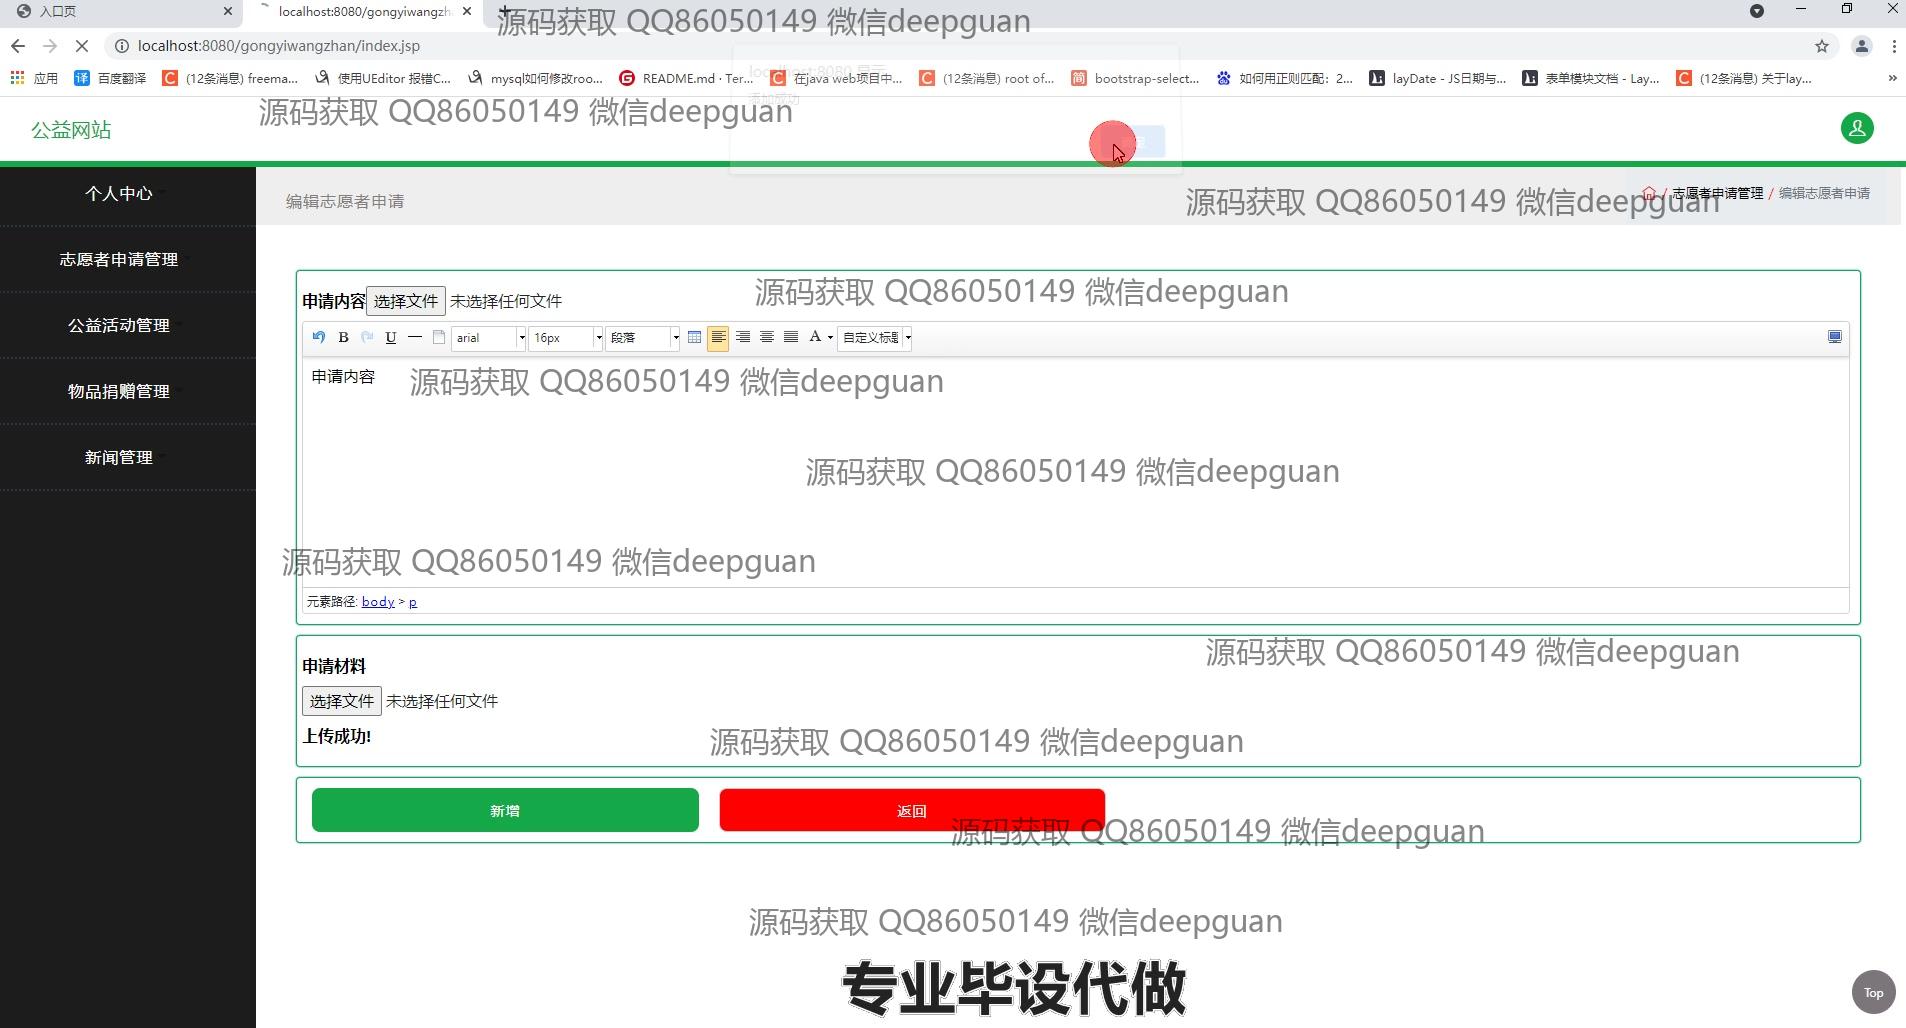 入口页
localhost:8080/gongyiwangzh
源码获取 QQ86050149 微信deepguan
localhost:8080/gongyiwangzhan/index.jsp
应用
译 百度翻译
C (12条消息) freema...
使用UEditor 报错C...
mysql如何修改roo...
README.md · Ter...
C 在java web项目中...
C (12条消息) root of...
简 bootstrap-select...
如何用正则匹配：2...
layDate - JS日期与...
表单模块文档 - Lay...
C (12条消息) 关于lay...
»
localhost:8080 显示
添加成功
源码获取 QQ86050149 微信deepguan
公益网站
个人中心
志愿者申请管理
公益活动管理
物品捐赠管理
新闻管理
编辑志愿者申请
/ 志愿者申请管理 / 编辑志愿者申请
源码获取 QQ86050149 微信deepguan
源码获取 QQ86050149 微信deepguan
申请内容 选择文件 未选择任何文件
B U arial 16px 段落 A 自定义标题
申请内容
源码获取 QQ86050149 微信deepguan
源码获取 QQ86050149 微信deepguan
源码获取 QQ86050149 微信deepguan
元素路径: body > p
源码获取 QQ86050149 微信deepguan
申请材料
选择文件 未选择任何文件
上传成功!
源码获取 QQ86050149 微信deepguan
新增
返回
源码获取 QQ86050149 微信deepguan
源码获取 QQ86050149 微信deepguan
专业毕设代做
Top